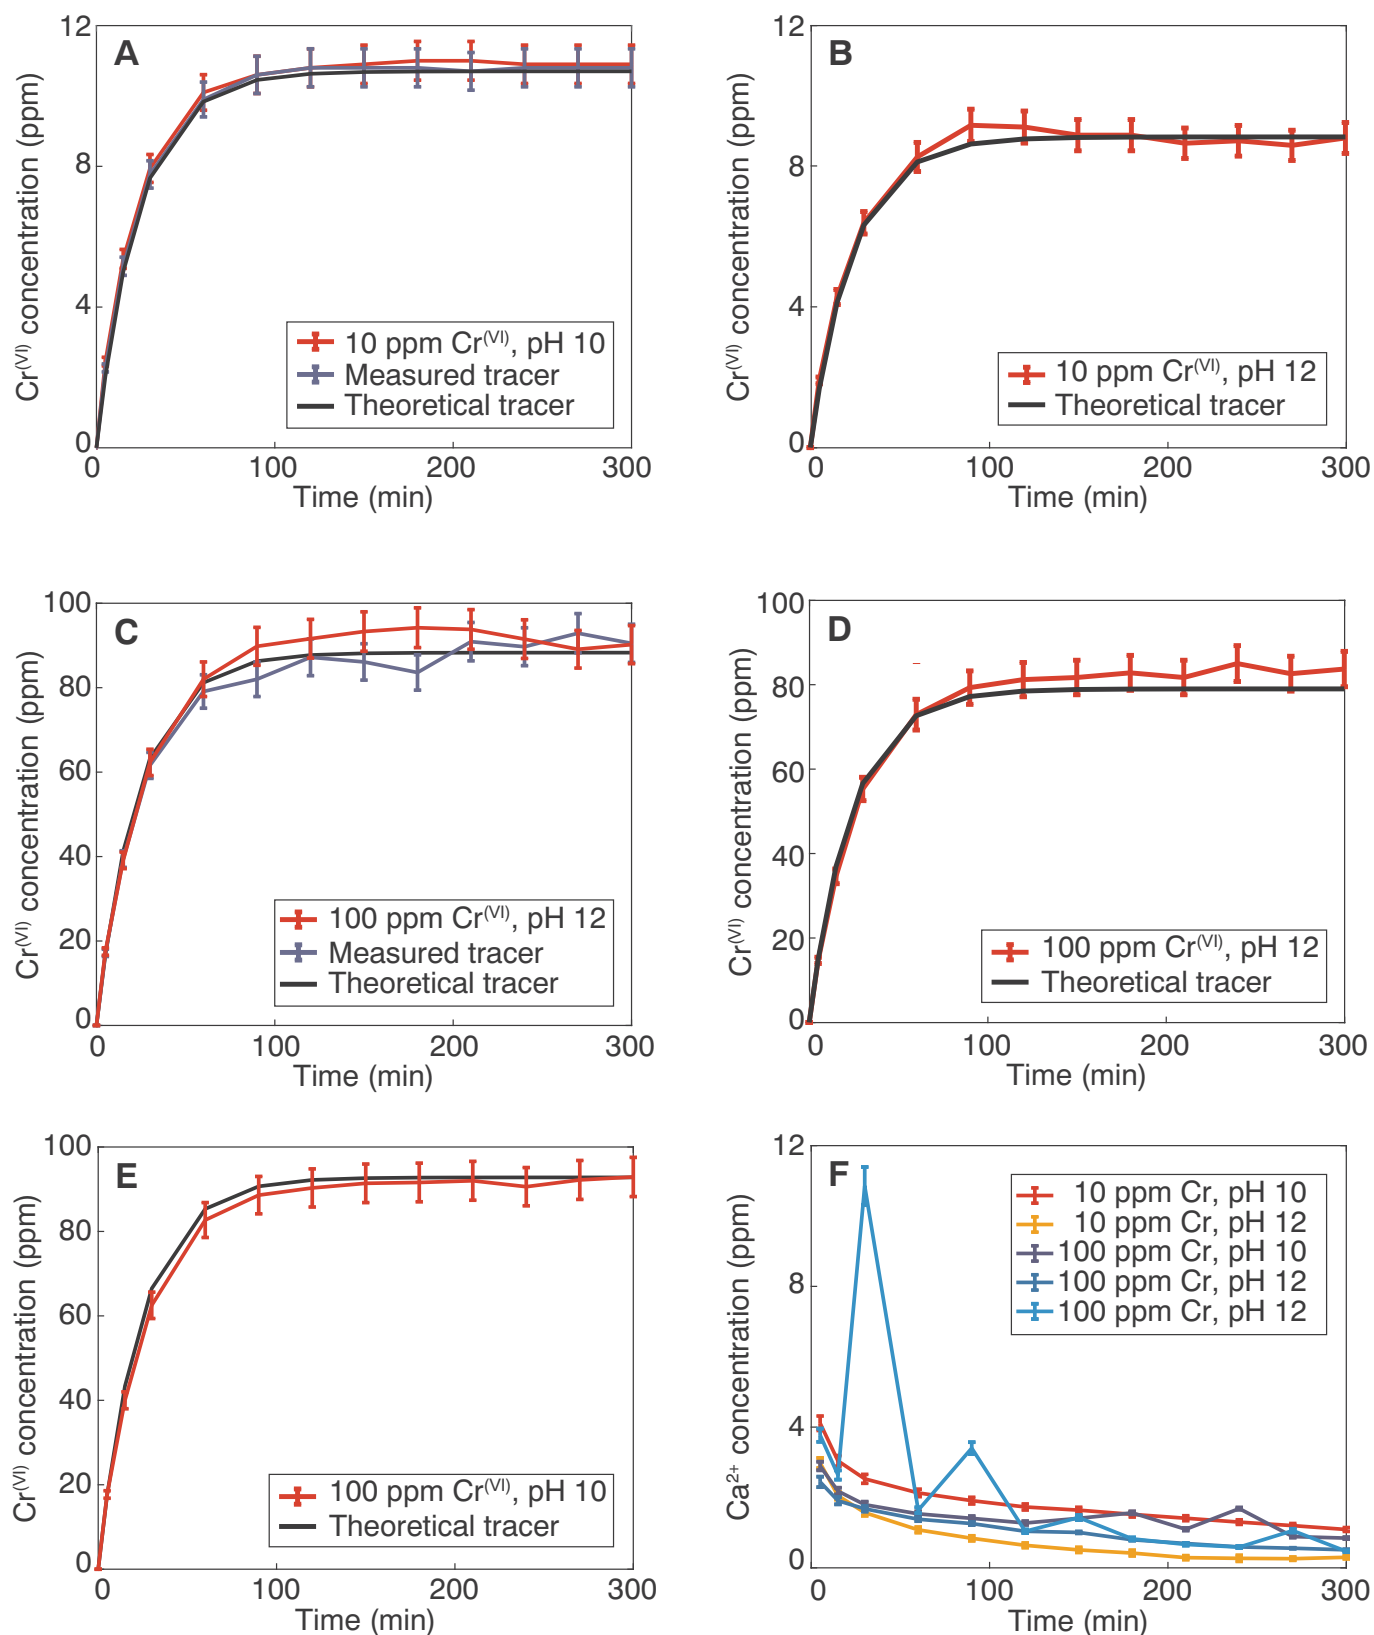 A
Cr(VI) concentration (ppm)
12
8
4
0
0 100 200 300
Time (min)
10 ppm Cr(VI), pH 10
Measured tracer
Theoretical tracer
B
Cr(VI) concentration (ppm)
12
8
4
0
0 100 200 300
Time (min)
10 ppm Cr(VI), pH 12
Theoretical tracer
C
Cr(VI) concentration (ppm)
100
80
60
40
20
0
0 100 200 300
Time (min)
100 ppm Cr(VI), pH 12
Measured tracer
Theoretical tracer
D
Cr(VI) concentration (ppm)
100
80
60
40
20
0
0 100 200 300
Time (min)
100 ppm Cr(VI), pH 12
Theoretical tracer
E
Cr(VI) concentration (ppm)
100
80
60
40
20
0
0 100 200 300
Time (min)
100 ppm Cr(VI), pH 10
Theoretical tracer
F
Ca2+ concentration (ppm)
12
8
4
0
0 100 200 300
Time (min)
10 ppm Cr, pH 10
10 ppm Cr, pH 12
100 ppm Cr, pH 10
100 ppm Cr, pH 12
100 ppm Cr, pH 12